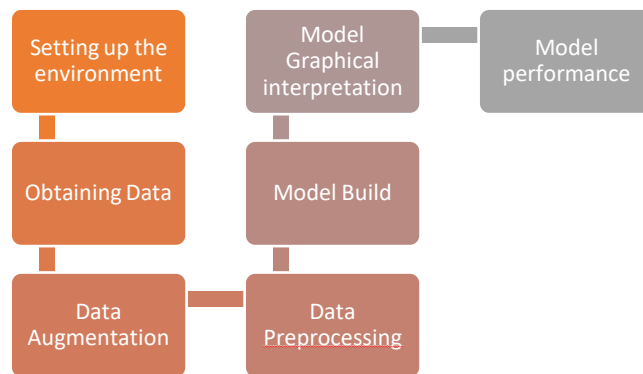 Setting up the
environment
Obtaining Data
Data
Augmentation
Data
Preprocessing
Model Build
Model
Graphical
interpretation
Model
performance